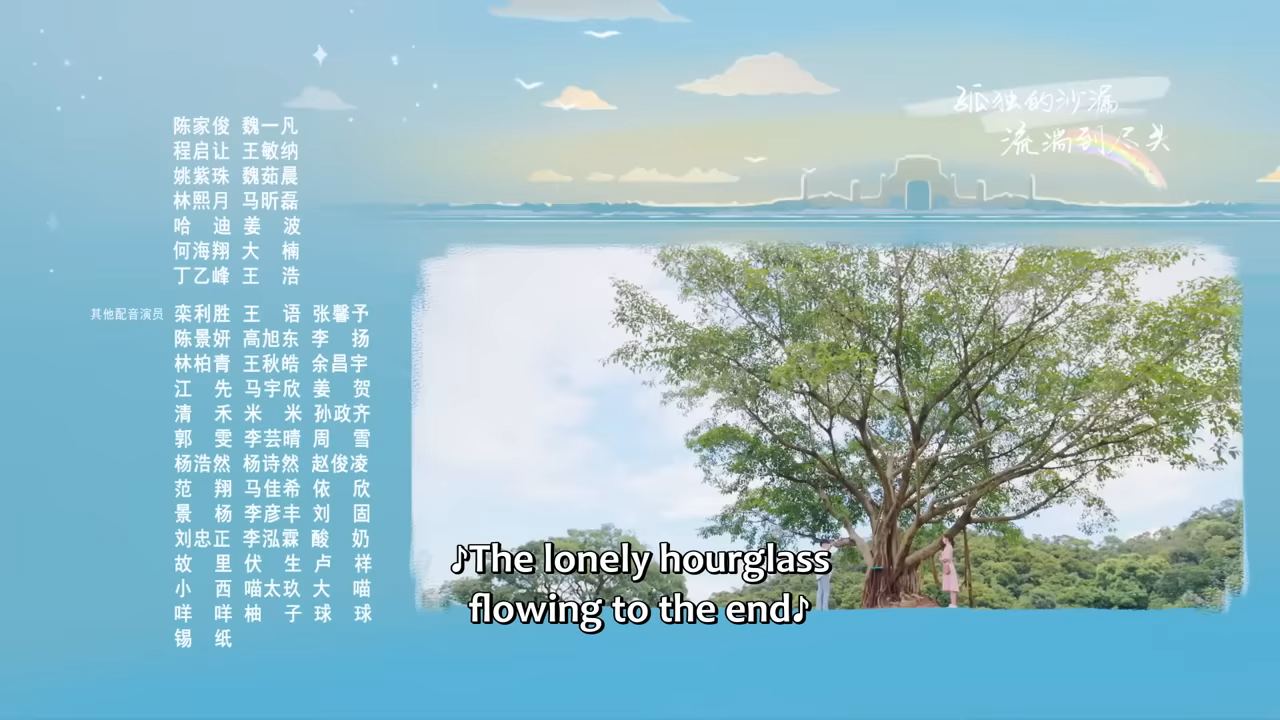 陈家俊 魏一凡
程启让 王敏纳
姚紫珠 魏茹晨
林熙月 马昕磊
哈 迪 姜 波
何海翔 大 楠
丁乙峰 王 浩
其他配音演员 栾利胜 王 语 张馨予
陈景妍 高旭东 李 扬
林柏青 王秋皓 余昌宇
江 先 马宇欣 姜 贺
清 禾 米 米 孙政齐
郭 雯 李芸晴 周 雪
杨浩然 杨诗然 赵俊凌
范 翔 马佳希 依 欣
景 杨 李彦丰 刘 固
刘忠正 李泓霖 酸 奶
故 里 伏 生 卢 祥
小 西 喵太玖 大 喵
咩 咩 柚 子 球 球
锡 纸
孤独的沙漏
流淌到尽头
♪The lonely hourglass
flowing to the end♪